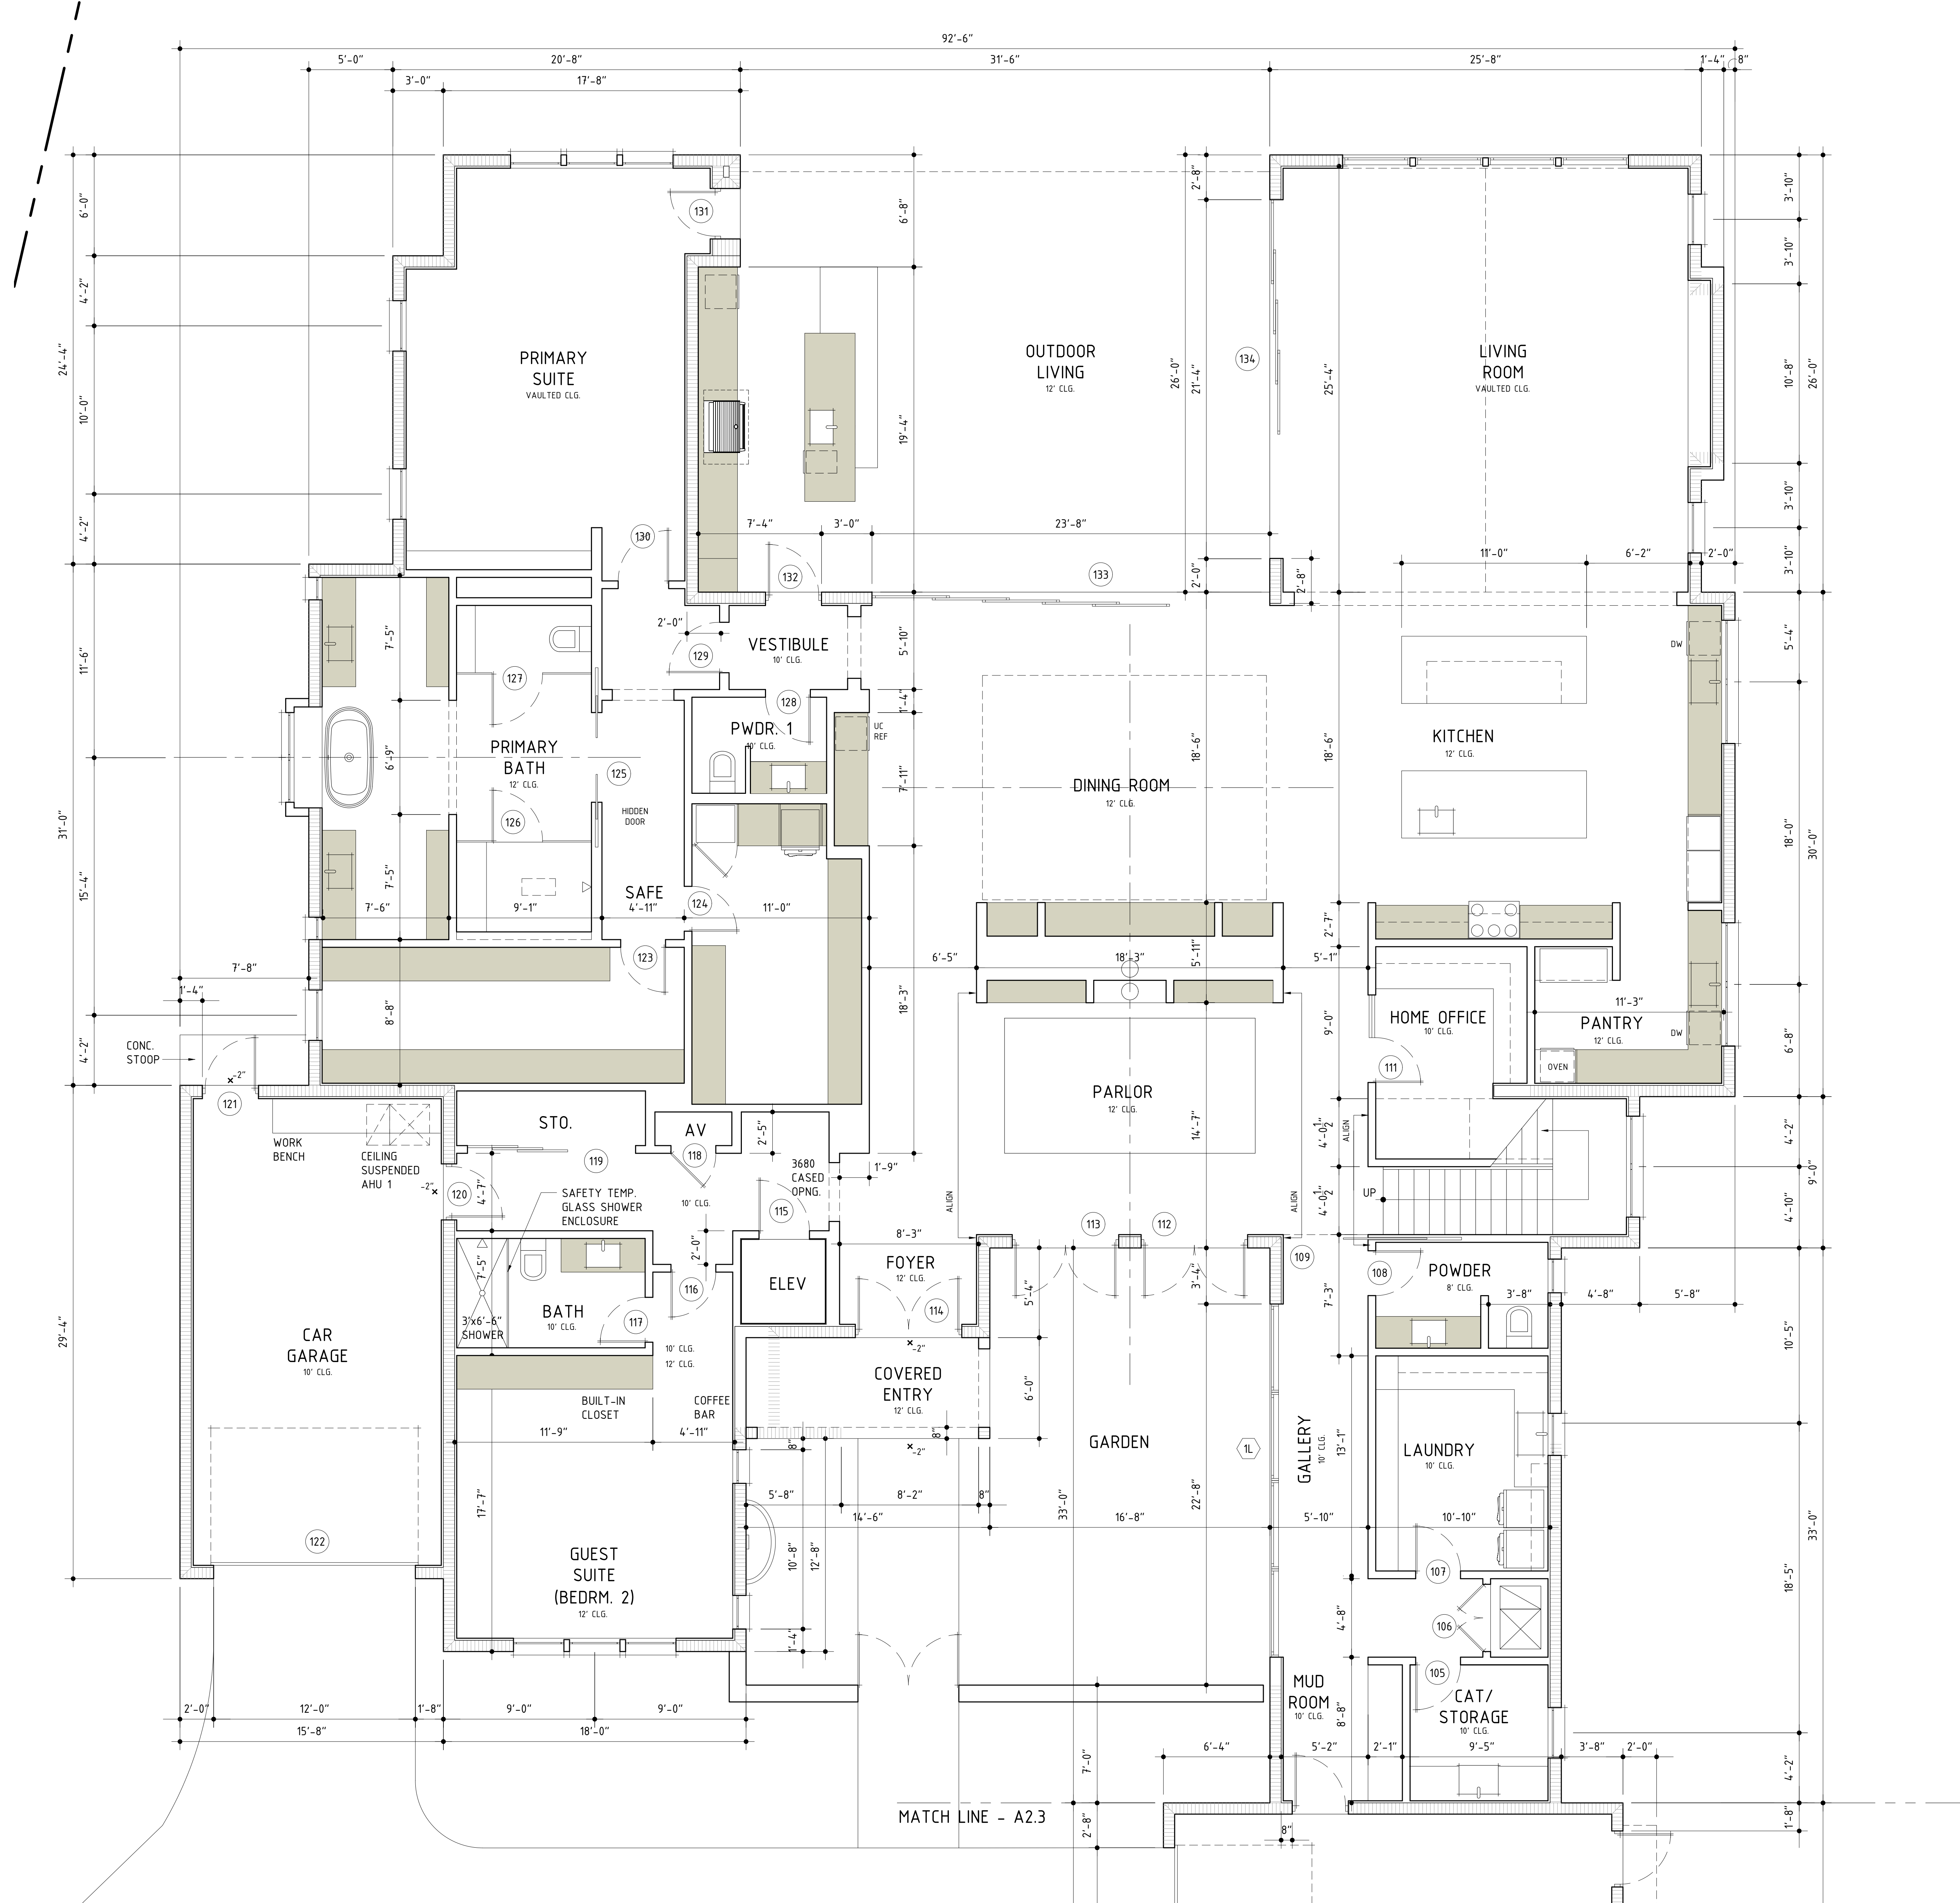 92'-6"
5'-0"
20'-8"
31'-6"
25'-8"
1'-4"
8"
3'-0"
17'-8"
6'-0"
4'-2"
24'-4"
10'-0"
4'-2"
131
PRIMARY
SUITE
VAULTED CLG.
6'-8"
19'-4"
OUTDOOR
LIVING
12' CLG.
26'-0"
2'-8"
21'-4"
2'-0"
134
25'-4"
LIVING
ROOM
VAULTED CLG.
3'-10"
3'-10"
10'-8"
26'-0"
3'-10"
3'-10"
130
7'-4"
3'-0"
23'-8"
132
133
2'-8"
11'-0"
6'-2"
2'-0"
11'-6"
31'-0"
15'-4"
4'-2"
7'-5"
6'-9"
7'-5"
127
PRIMARY
BATH
12' CLG.
126
125
HIDDEN
DOOR
2'-0"
129
VESTIBULE
10' CLG.
128
PWDR. 1
10' CLG.
UC
REF
5'-10"
1'-4"
7'-11"
18'-3"
DINING ROOM
12' CLG.
18'-6"
18'-6"
KITCHEN
12' CLG.
DW
5'-4"
18'-0"
30'-0"
6'-8"
SAFE
7'-6"
9'-1"
4'-11"
124
11'-0"
123
8'-8"
7'-8"
1'-4"
6'-5"
18'-3"
5'-11"
5'-1"
2'-7"
9'-0"
HOME OFFICE
10' CLG.
111
11'-3"
PANTRY
12' CLG.
DW
OVEN
CONC.
STOOP
-2"
121
WORK
BENCH
CEILING
SUSPENDED
AHU 1
-2"
120
STO.
119
4'-7"
AV
118
2'-5"
10' CLG.
SAFETY TEMP.
GLASS SHOWER
ENCLOSURE
3680
CASED
OPNG.
1'-9"
115
PARLOR
12' CLG.
14'-7"
ALIGN
ALIGN
ALIGN
4'-0 1/2"
4'-0 1/2"
UP
4'-2"
9'-0"
4'-10"
29'-4"
CAR
GARAGE
10' CLG.
122
7'-5"
3'x6'-6"
SHOWER
BATH
10' CLG.
2'-0"
116
117
10' CLG.
12' CLG.
ELEV
8'-3"
FOYER
12' CLG.
114
-2"
113
112
109
5'-4"
3'-4"
7'-3"
108
POWDER
8' CLG.
3'-8"
4'-8"
5'-8"
10'-5"
BUILT-IN
CLOSET
COFFEE
BAR
11'-9"
4'-11"
COVERED
ENTRY
12' CLG.
6'-0"
8"
-2"
8"
GARDEN
1L
GALLERY
10' CLG.
13'-1"
LAUNDRY
10' CLG.
5'-8"
8'-2"
8"
14'-6"
16'-8"
5'-10"
10'-10"
33'-0"
22'-8"
33'-0"
18'-5"
17'-7"
10'-8"
12'-8"
1'-4"
GUEST
SUITE
(BEDRM. 2)
12' CLG.
107
106
4'-8"
105
MUD
ROOM
10' CLG.
8'-8"
CAT/
STORAGE
10' CLG.
2'-0"
12'-0"
1'-8"
9'-0"
9'-0"
15'-8"
18'-0"
6'-4"
5'-2"
2'-1"
9'-5"
3'-8"
2'-0"
7'-0"
4'-2"
MATCH LINE - A2.3
2'-8"
8"
1'-8"